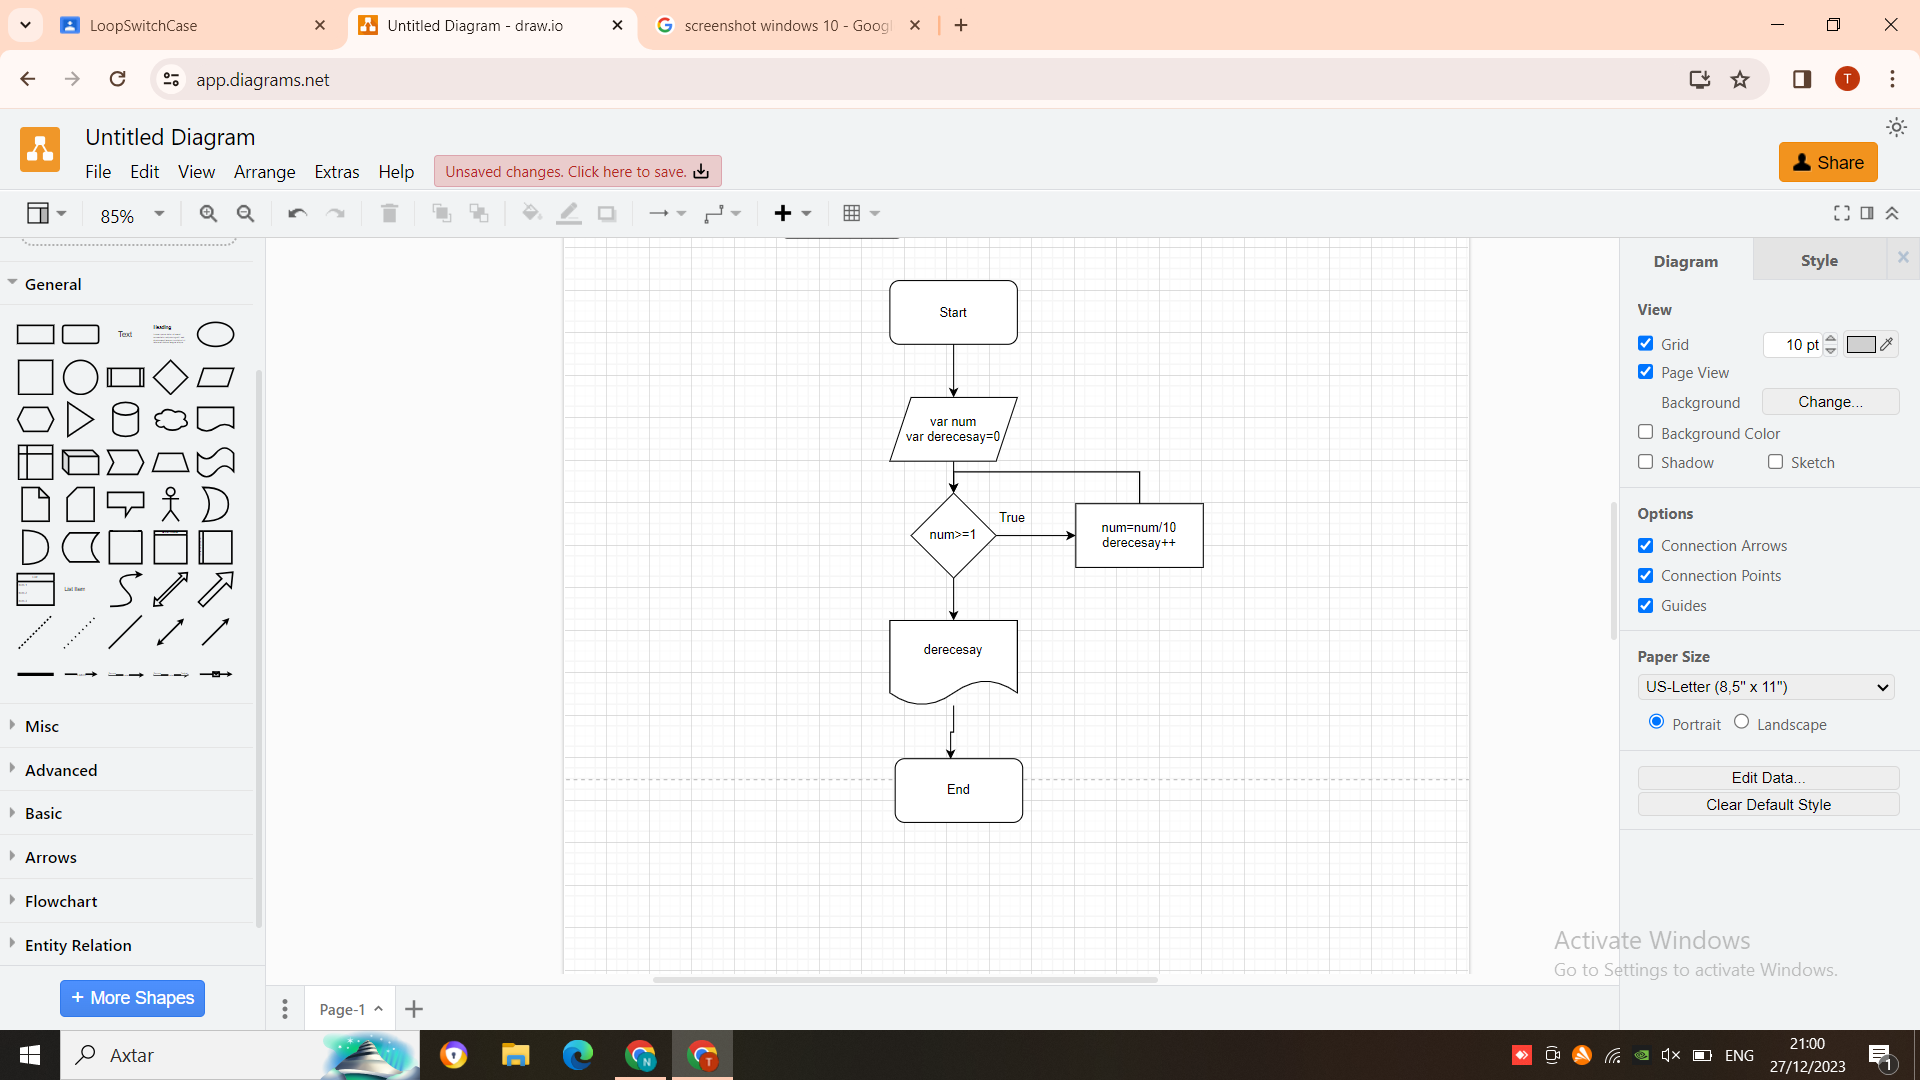 LoopSwitchCase
Untitled Diagram - draw.io
screenshot windows 10 - Goog
app.diagrams.net
T
Untitled Diagram
File Edit View Arrange Extras Help
Unsaved changes. Click here to save.
Share
85%
General
Text
Heading
List Item
Misc
Advanced
Basic
Arrows
Flowchart
Entity Relation
+ More Shapes
Start
var num
var derecesay=0
num>=1
True
num=num/10
derecesay++
derecesay
End
Page-1
Diagram
Style
View
Grid
10 pt
Page View
Background
Change...
Background Color
Shadow
Sketch
Options
Connection Arrows
Connection Points
Guides
Paper Size
US-Letter (8,5" x 11")
Portrait
Landscape
Edit Data...
Clear Default Style
Activate Windows
Go to Settings to activate Windows.
Axtar
N
T
ENG
21:00
27/12/2023
1